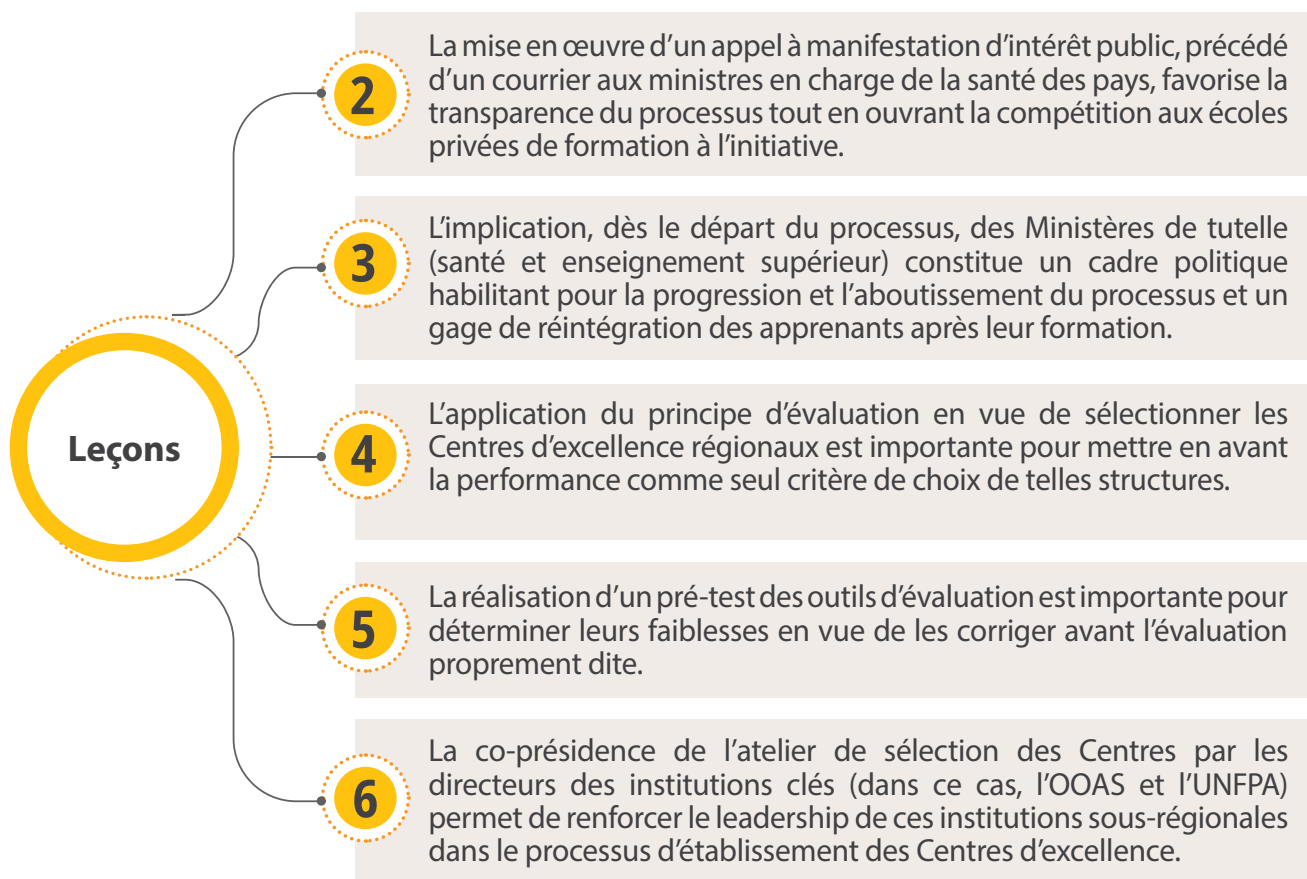 Leçons
2
La mise en œuvre d’un appel à manifestation d’intérêt public, précédé
d’un courrier aux ministres en charge de la santé des pays, favorise la
transparence du processus tout en ouvrant la compétition aux écoles
privées de formation à l’initiative.
3
L’implication, dès le départ du processus, des Ministères de tutelle
(santé et enseignement supérieur) constitue un cadre politique
habilitant pour la progression et l’aboutissement du processus et un
gage de réintégration des apprenants après leur formation.
4
L’application du principe d’évaluation en vue de sélectionner les
Centres d’excellence régionaux est importante pour mettre en avant
la performance comme seul critère de choix de telles structures.
5
La réalisation d’un pré-test des outils d’évaluation est importante pour
déterminer leurs faiblesses en vue de les corriger avant l’évaluation
proprement dite.
6
La co-présidence de l’atelier de sélection des Centres par les
directeurs des institutions clés (dans ce cas, l’OOAS et l’UNFPA)
permet de renforcer le leadership de ces institutions sous-régionales
dans le processus d’établissement des Centres d’excellence.